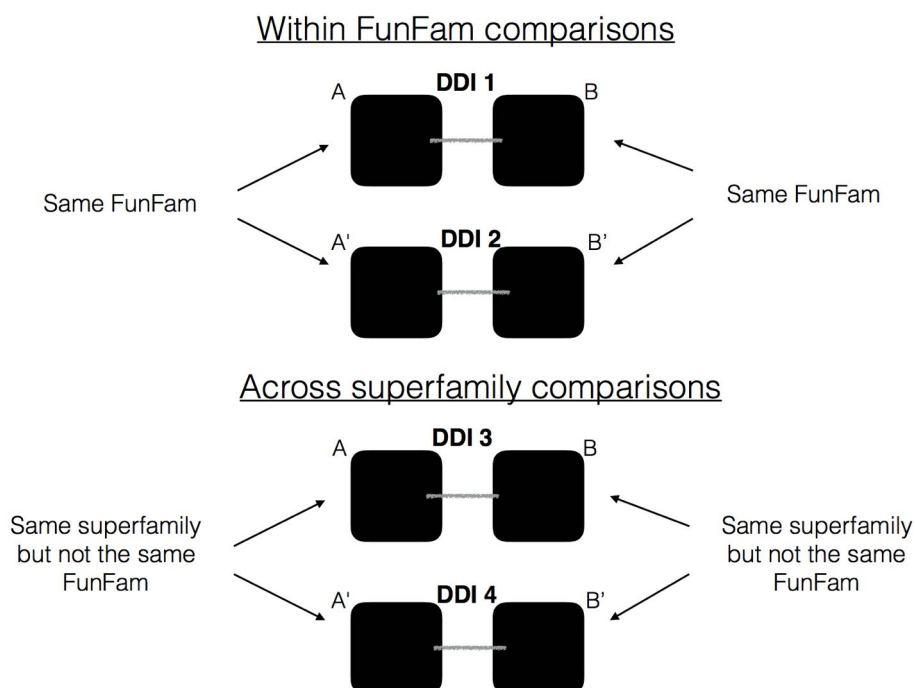 Within FunFam comparisons
A DDI 1 B
Same FunFam
Same FunFam
A' DDI 2 B'
Across superfamily comparisons
A DDI 3 B
Same superfamily
but not the same
FunFam
Same superfamily
but not the same
FunFam
A' DDI 4 B'